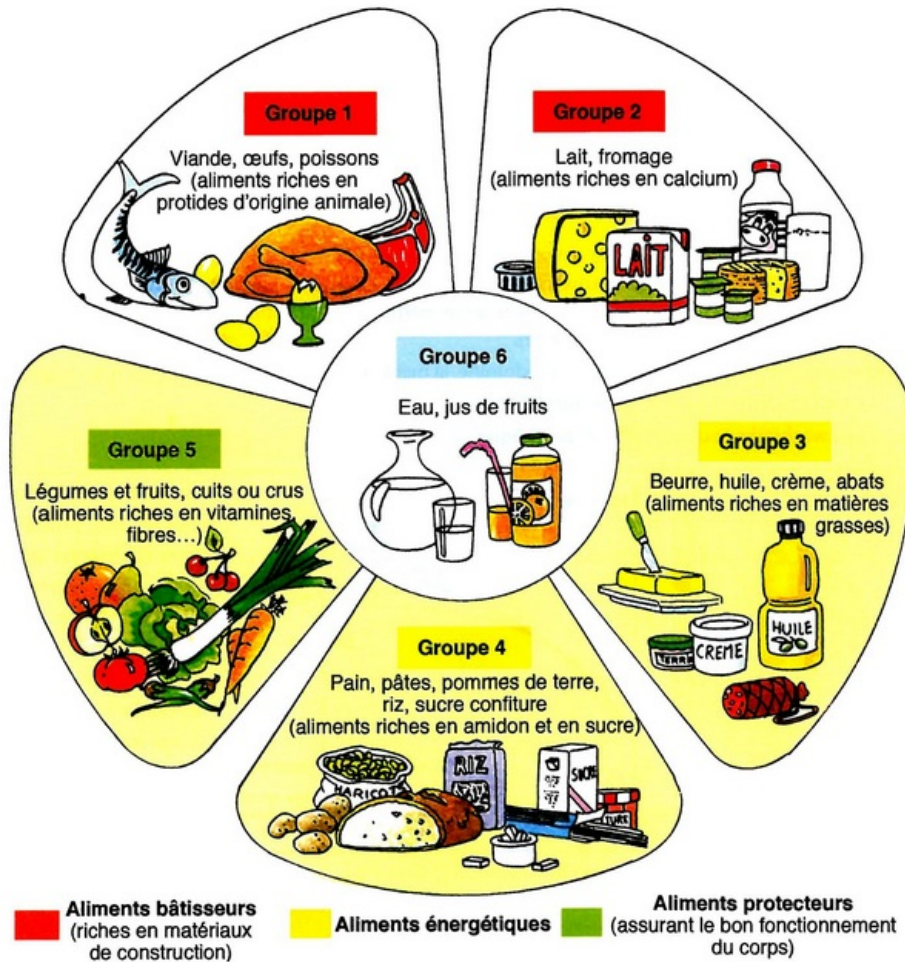 Groupe 1
Viande, œufs, poissons
(aliments riches en
protides d'origine animale)
Groupe 2
Lait, fromage
(aliments riches en calcium)
LAIT
Groupe 6
Eau, jus de fruits
Groupe 5
Légumes et fruits, cuits ou crus
(aliments riches en vitamines,
fibres...)
Groupe 3
Beurre, huile, crème, abats
(aliments riches en matières
grasses)
HUILE
CREME
TERRI
Groupe 4
Pain, pâtes, pommes de terre,
riz, sucre confiture
(aliments riches en amidon et en sucre)
RIZ
SUCRE
HARICOT
TURE
Aliments bâtisseurs
(riches en matériaux
de construction)
Aliments énergétiques
Aliments protecteurs
(assurant le bon fonctionnement
du corps)